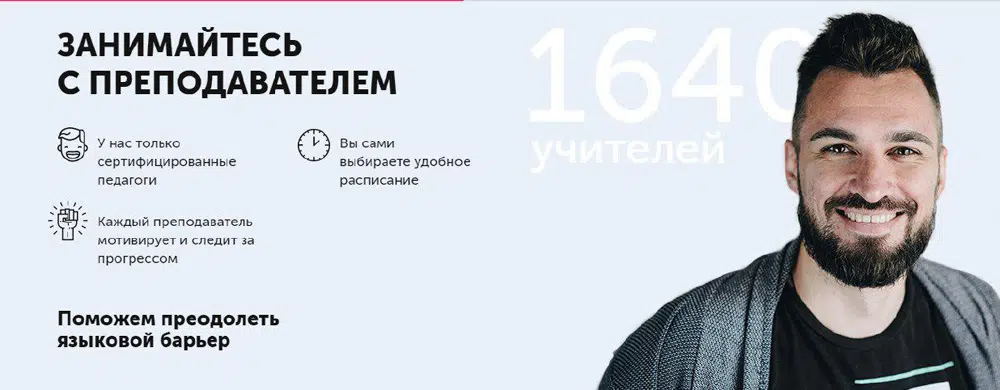 ЗАНИМАЙТЕСЬ
С ПРЕПОДАВАТЕЛЕМ
У нас только
сертифицированные
педагоги
Вы сами
выбираете удобное
расписание
Каждый преподаватель
мотивирует и следит за
прогрессом
Поможем преодолеть
языковой барьер
1640
учителей